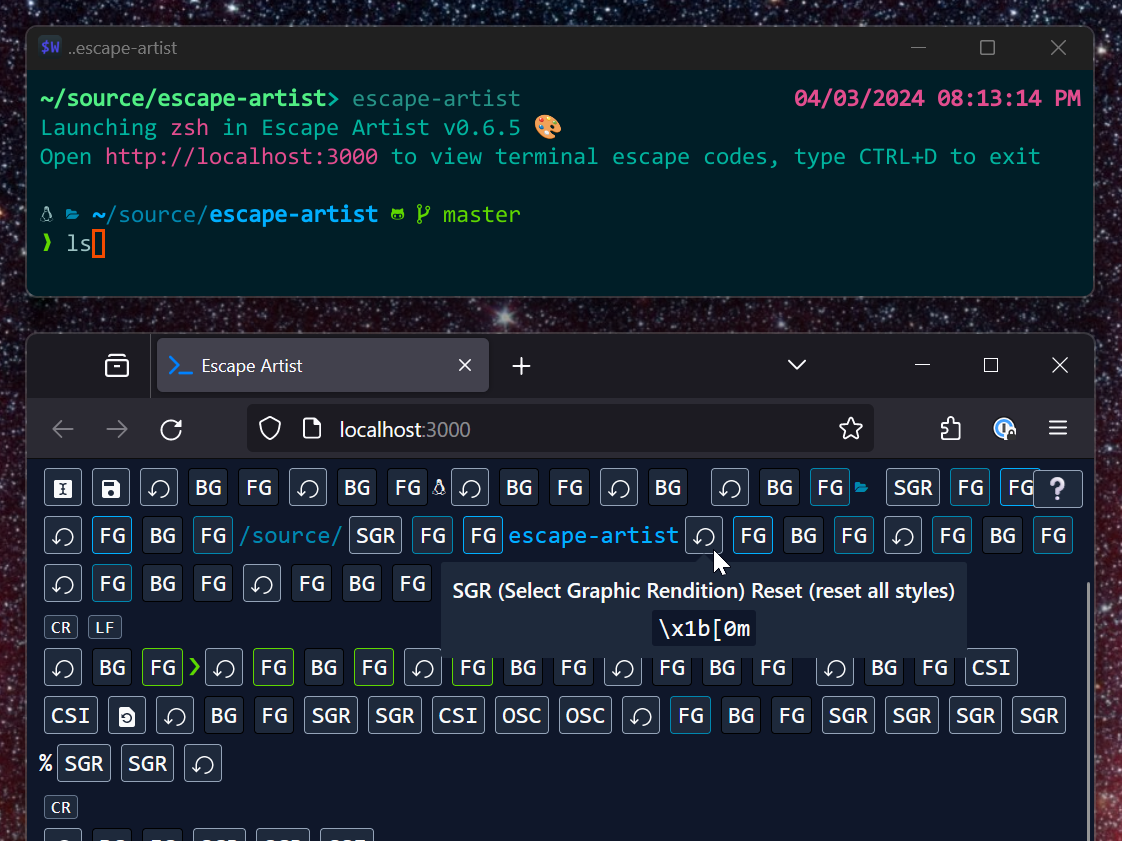 $W ..escape-artist
~/source/escape-artist> escape-artist 04/03/2024 08:13:14 PM
Launching zsh in Escape Artist v0.6.5 🎨
Open http://localhost:3000 to view terminal escape codes, type CTRL+D to exit
~/source/escape-artist master
❯ ls
Escape Artist
localhost:3000
BG FG BG FG BG FG BG BG FG SGR FG FG ?
FG BG FG /source/ SGR FG FG escape-artist FG BG FG FG BG FG
FG BG FG FG BG FG
SGR (Select Graphic Rendition) Reset (reset all styles)
\x1b[0m
CR LF
BG FG ❯ FG BG FG FG BG FG FG BG FG BG FG CSI
CSI BG FG SGR SGR CSI OSC OSC FG BG FG SGR SGR SGR SGR
% SGR SGR
CR